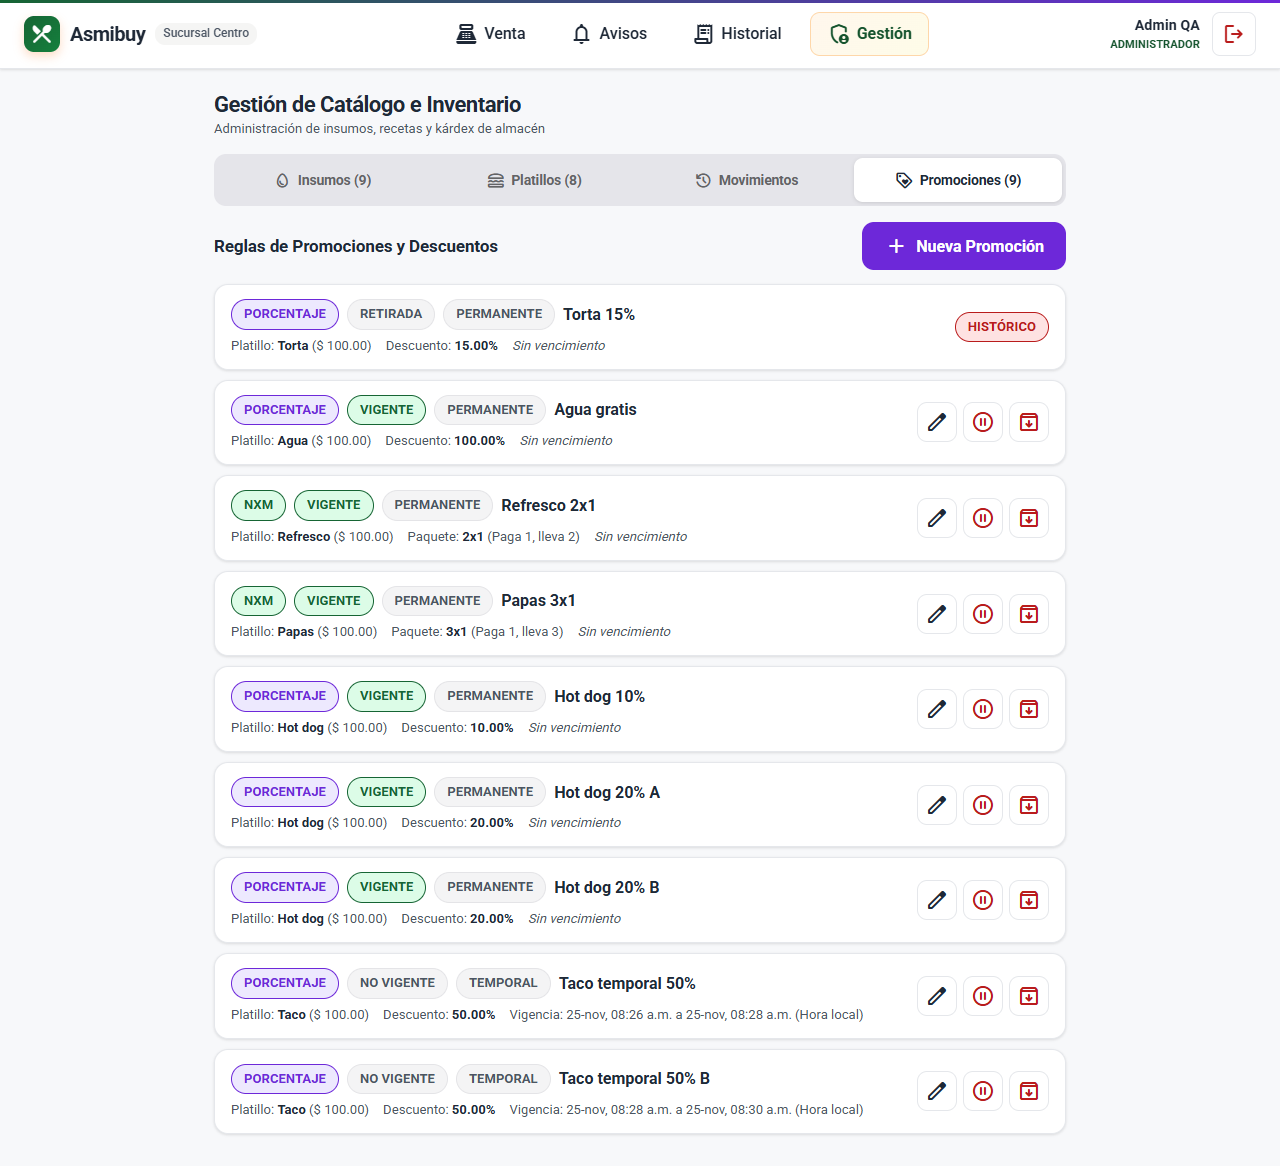 Asmibuy Sucursal Centro Venta Avisos Historial Gestión Admin QA
ADMINISTRADOR
Gestión de Catálogo e Inventario
Administración de insumos, recetas y kárdex de almacén
Insumos (9) Platillos (8) Movimientos Promociones (9)
Reglas de Promociones y Descuentos Nueva Promoción
PORCENTAJE RETIRADA PERMANENTE Torta 15%
Platillo: Torta ($ 100.00) Descuento: 15.00% Sin vencimiento
HISTÓRICO
PORCENTAJE VIGENTE PERMANENTE Agua gratis
Platillo: Agua ($ 100.00) Descuento: 100.00% Sin vencimiento
NXM VIGENTE PERMANENTE Refresco 2x1
Platillo: Refresco ($ 100.00) Paquete: 2x1 (Paga 1, lleva 2) Sin vencimiento
NXM VIGENTE PERMANENTE Papas 3x1
Platillo: Papas ($ 100.00) Paquete: 3x1 (Paga 1, lleva 3) Sin vencimiento
PORCENTAJE VIGENTE PERMANENTE Hot dog 10%
Platillo: Hot dog ($ 100.00) Descuento: 10.00% Sin vencimiento
PORCENTAJE VIGENTE PERMANENTE Hot dog 20% A
Platillo: Hot dog ($ 100.00) Descuento: 20.00% Sin vencimiento
PORCENTAJE VIGENTE PERMANENTE Hot dog 20% B
Platillo: Hot dog ($ 100.00) Descuento: 20.00% Sin vencimiento
PORCENTAJE NO VIGENTE TEMPORAL Taco temporal 50%
Platillo: Taco ($ 100.00) Descuento: 50.00% Vigencia: 25-nov, 08:26 a.m. a 25-nov, 08:28 a.m. (Hora local)
PORCENTAJE NO VIGENTE TEMPORAL Taco temporal 50% B
Platillo: Taco ($ 100.00) Descuento: 50.00% Vigencia: 25-nov, 08:28 a.m. a 25-nov, 08:30 a.m. (Hora local)